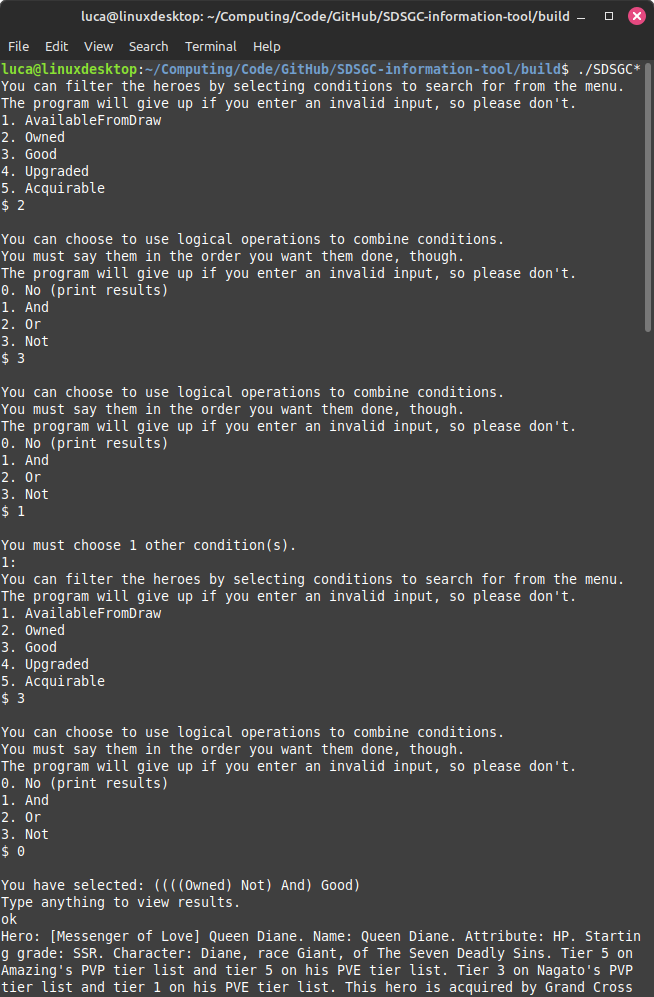 luca@linuxdesktop: ~/Computing/Code/GitHub/SDSGC-information-tool/build
File Edit View Search Terminal Help
luca@linuxdesktop:~/Computing/Code/GitHub/SDSGC-information-tool/build$ ./SDSGC*
You can filter the heroes by selecting conditions to search for from the menu.
The program will give up if you enter an invalid input, so please don't.
1. AvailableFromDraw
2. Owned
3. Good
4. Upgraded
5. Acquirable
$ 2
You can choose to use logical operations to combine conditions.
You must say them in the order you want them done, though.
The program will give up if you enter an invalid input, so please don't.
0. No (print results)
1. And
2. Or
3. Not
$ 3
You can choose to use logical operations to combine conditions.
You must say them in the order you want them done, though.
The program will give up if you enter an invalid input, so please don't.
0. No (print results)
1. And
2. Or
3. Not
$ 1
You must choose 1 other condition(s).
1:
You can filter the heroes by selecting conditions to search for from the menu.
The program will give up if you enter an invalid input, so please don't.
1. AvailableFromDraw
2. Owned
3. Good
4. Upgraded
5. Acquirable
$ 3
You can choose to use logical operations to combine conditions.
You must say them in the order you want them done, though.
The program will give up if you enter an invalid input, so please don't.
0. No (print results)
1. And
2. Or
3. Not
$ 0
You have selected: ((((Owned) Not) And) Good)
Type anything to view results.
ok
Hero: [Messenger of Love] Queen Diane. Name: Queen Diane. Attribute: HP. Startin
g grade: SSR. Character: Diane, race Giant, of The Seven Deadly Sins. Tier 5 on
Amazing's PVP tier list and tier 5 on his PVE tier list. Tier 3 on Nagato's PVP
tier list and tier 1 on his PVE tier list. This hero is acquired by Grand Cross